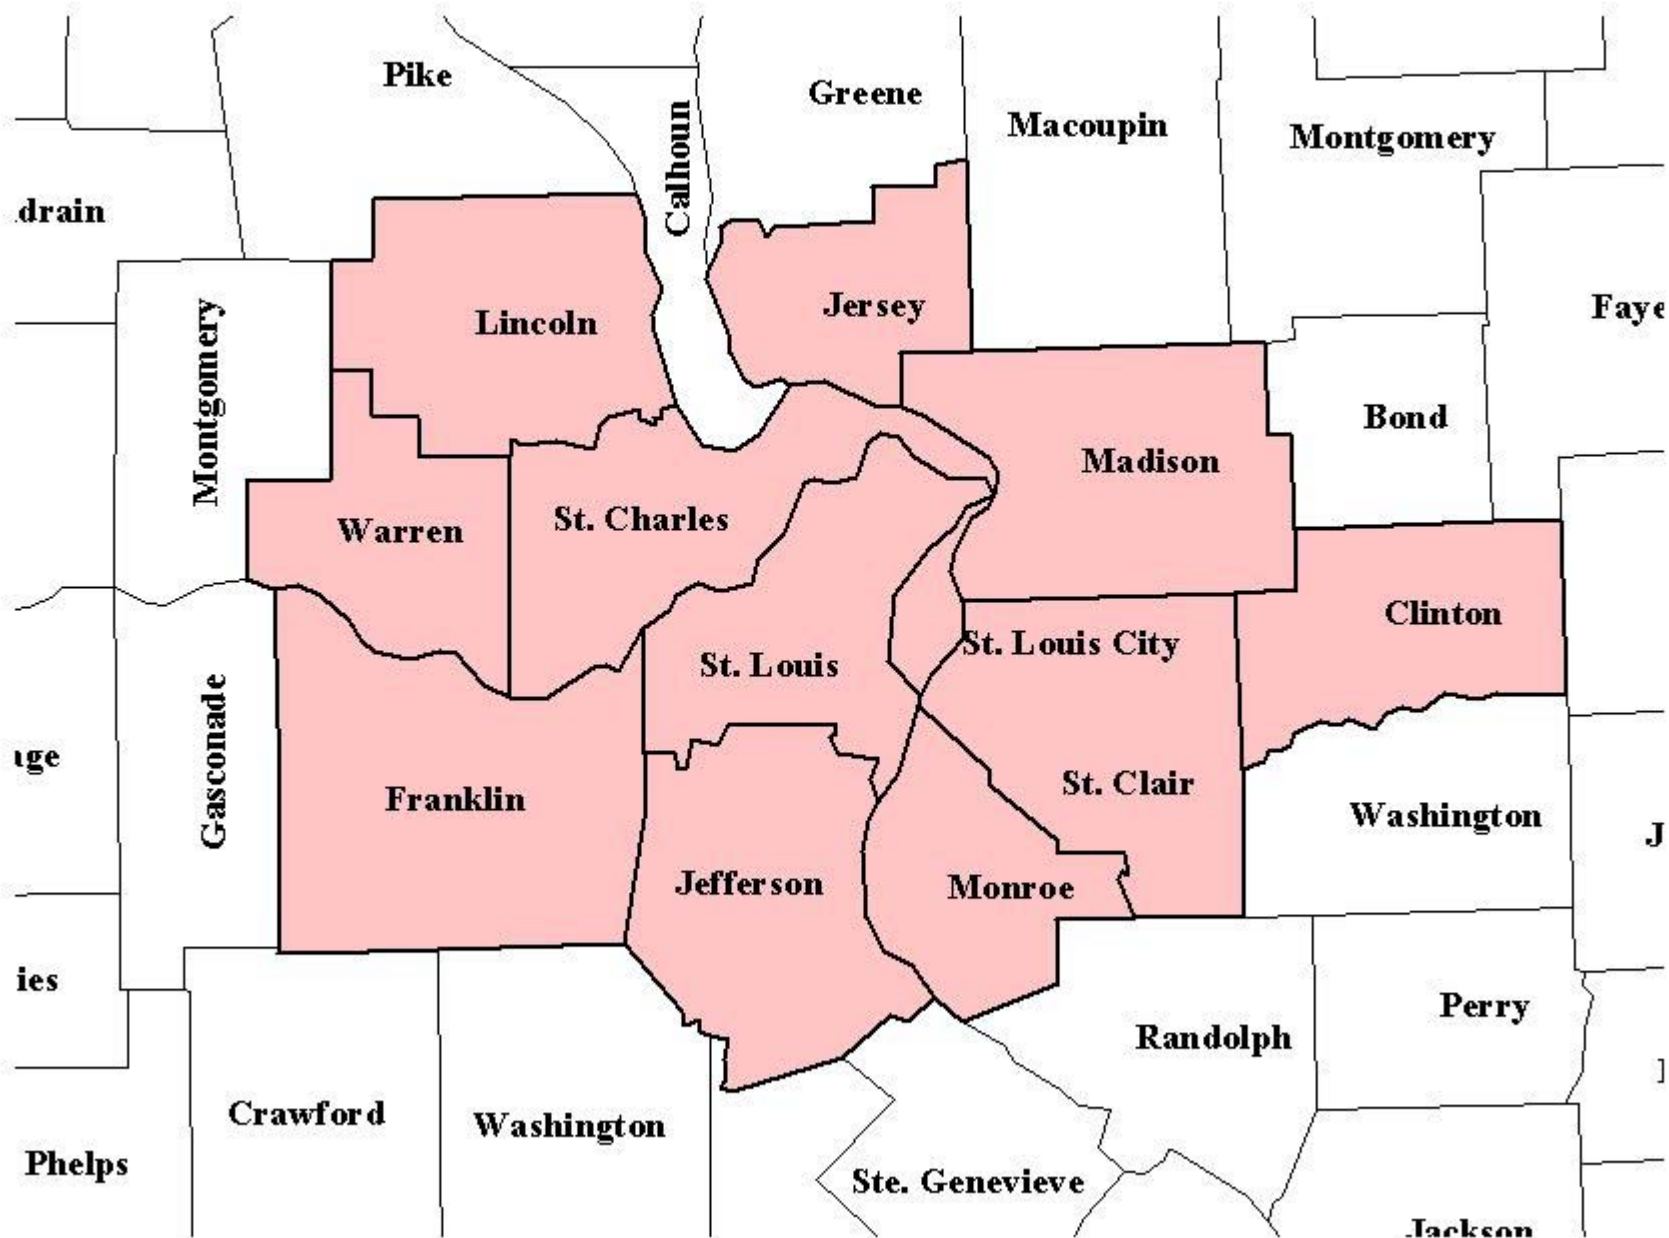 Pike
Greene
Macoupin
Montgomery
Calhoun
drain
Lincoln
Jersey
Faye
Montgomery
Bond
Madison
Warren
St. Charles
Clinton
St. Louis City
St. Louis
Gasconade
ge
Franklin
St. Clair
Washington
J
Jefferson
Monroe
ies
Perry
Randolph
Crawford
Washington
Phelps
Ste. Genevieve
Jackson